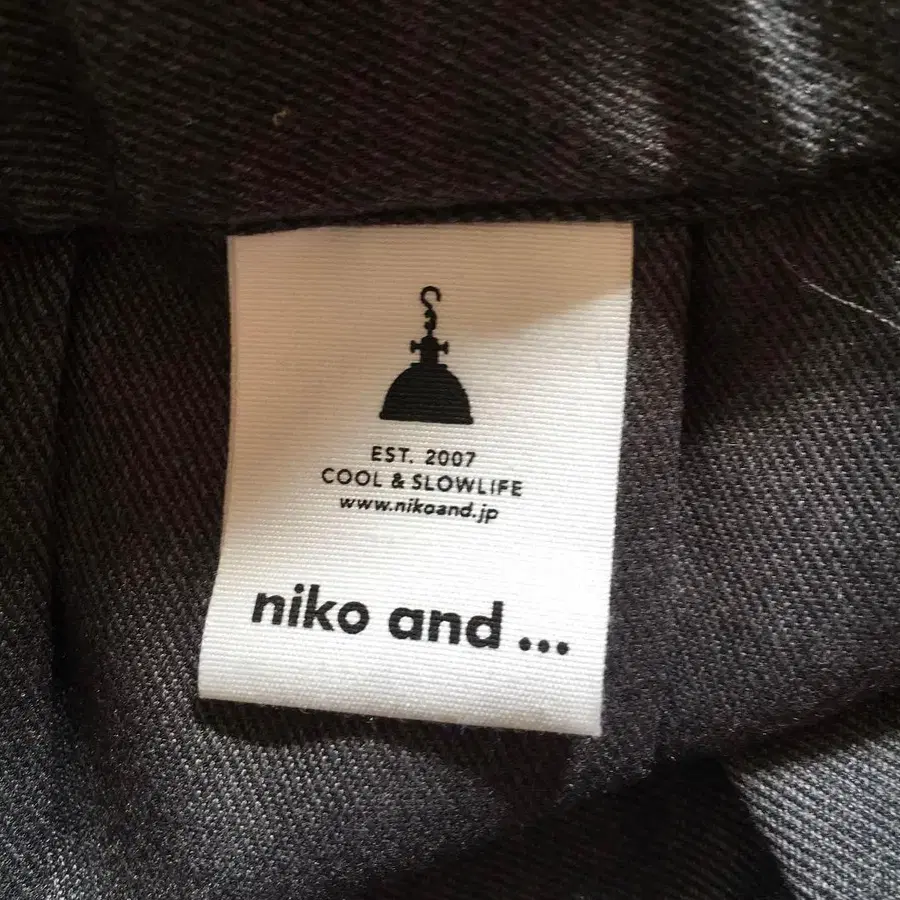 EST. 2007
COOL & SLOWLIFE
www.nikoand.jp
niko and ...